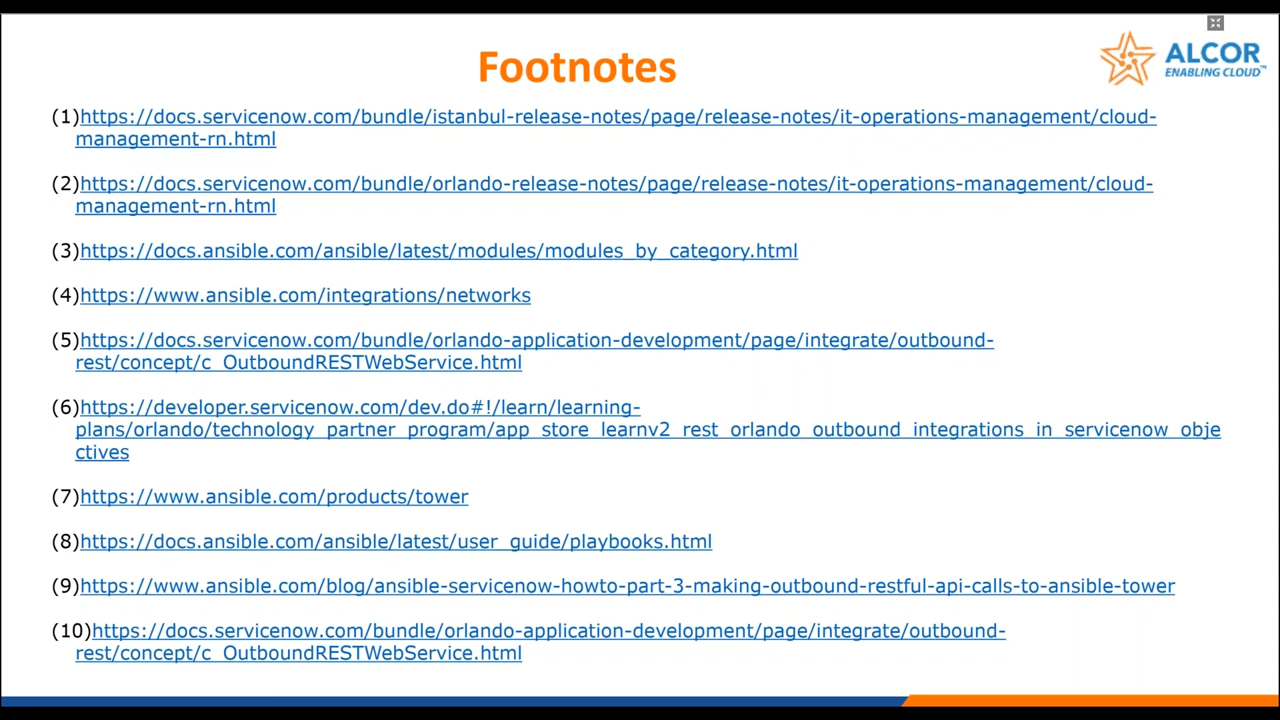 Footnotes
ALCOR
ENABLING CLOUD™
(1)https://docs.servicenow.com/bundle/istanbul-release-notes/page/release-notes/it-operations-management/cloud-
management-rn.html
(2)https://docs.servicenow.com/bundle/orlando-release-notes/page/release-notes/it-operations-management/cloud-
management-rn.html
(3)https://docs.ansible.com/ansible/latest/modules/modules_by_category.html
(4)https://www.ansible.com/integrations/networks
(5)https://docs.servicenow.com/bundle/orlando-application-development/page/integrate/outbound-
rest/concept/c_OutboundRESTWebService.html
(6)https://developer.servicenow.com/dev.do#!/learn/learning-
plans/orlando/technology_partner_program/app_store_learnv2_rest_orlando_outbound_integrations_in_servicenow_obje
ctives
(7)https://www.ansible.com/products/tower
(8)https://docs.ansible.com/ansible/latest/user_guide/playbooks.html
(9)https://www.ansible.com/blog/ansible-servicenow-howto-part-3-making-outbound-restful-api-calls-to-ansible-tower
(10)https://docs.servicenow.com/bundle/orlando-application-development/page/integrate/outbound-
rest/concept/c_OutboundRESTWebService.html